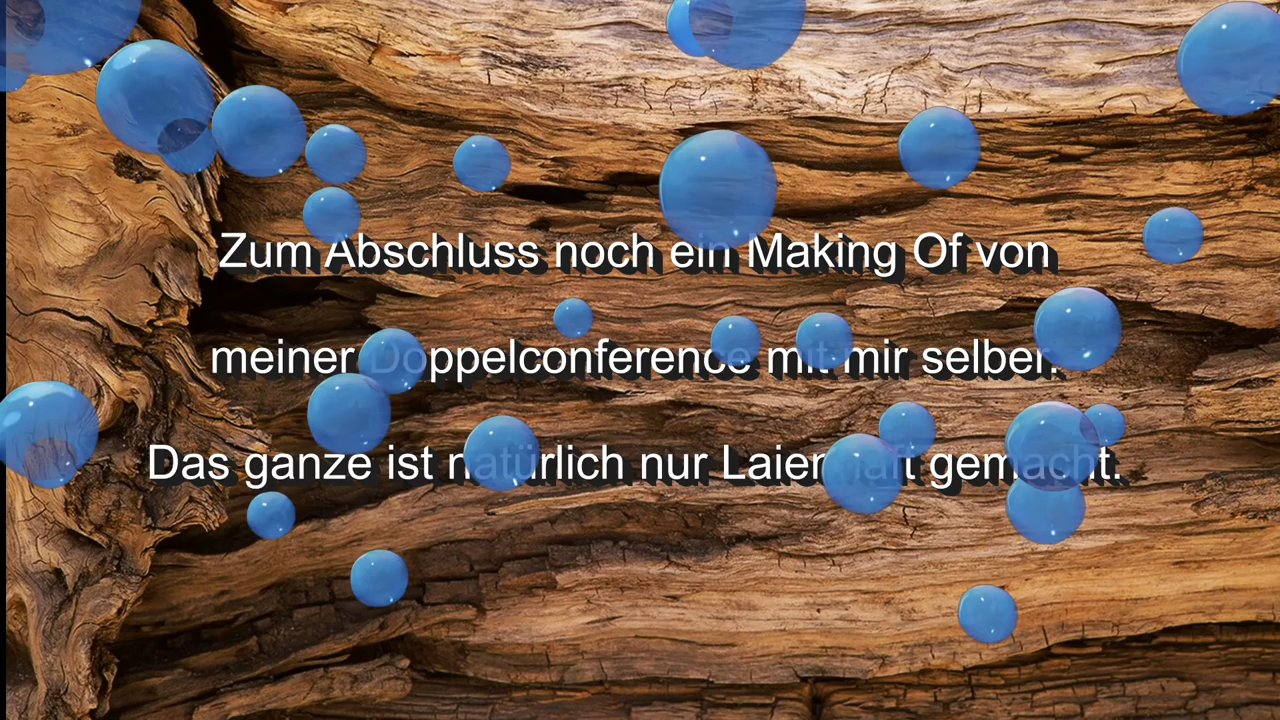 Zum Abschluss noch ein Making Of von
meiner Doppelconference mit mir selber.
Das ganze ist natürlich nur Laienhaft gemacht.